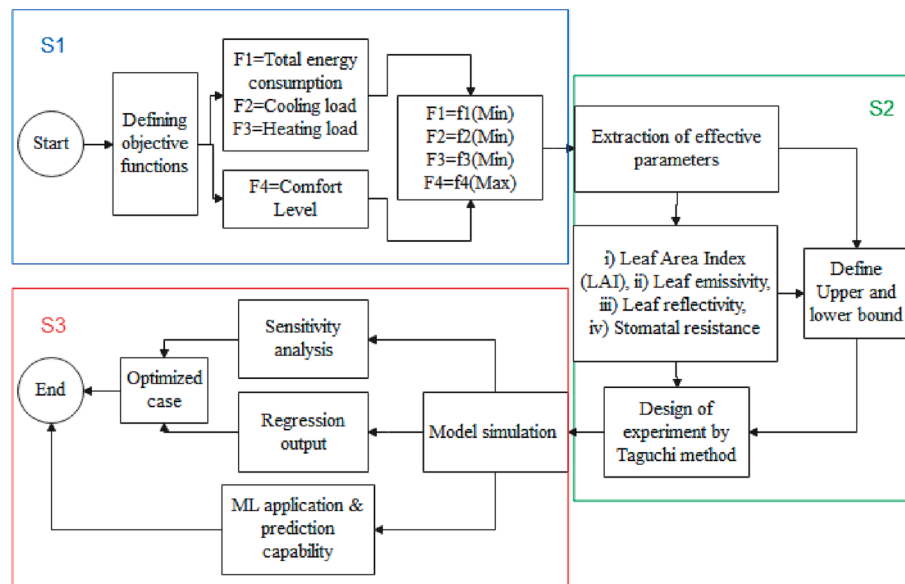 S1
Start
Defining
objective
functions
F1=Total energy
consumption
F2=Cooling load
F3=Heating load
F4=Comfort
Level
F1=f1(Min)
F2=f2(Min)
F3=f3(Min)
F4=f4(Max)
S2
Extraction of effective
parameters
i) Leaf Area Index
(LAI), ii) Leaf emissivity,
iii) Leaf reflectivity,
iv) Stomatal resistance
Define
Upper and
lower bound
Design of
experiment by
Taguchi method
S3
Model simulation
Sensitivity
analysis
Regression
output
ML application &
prediction
capability
Optimized
case
End